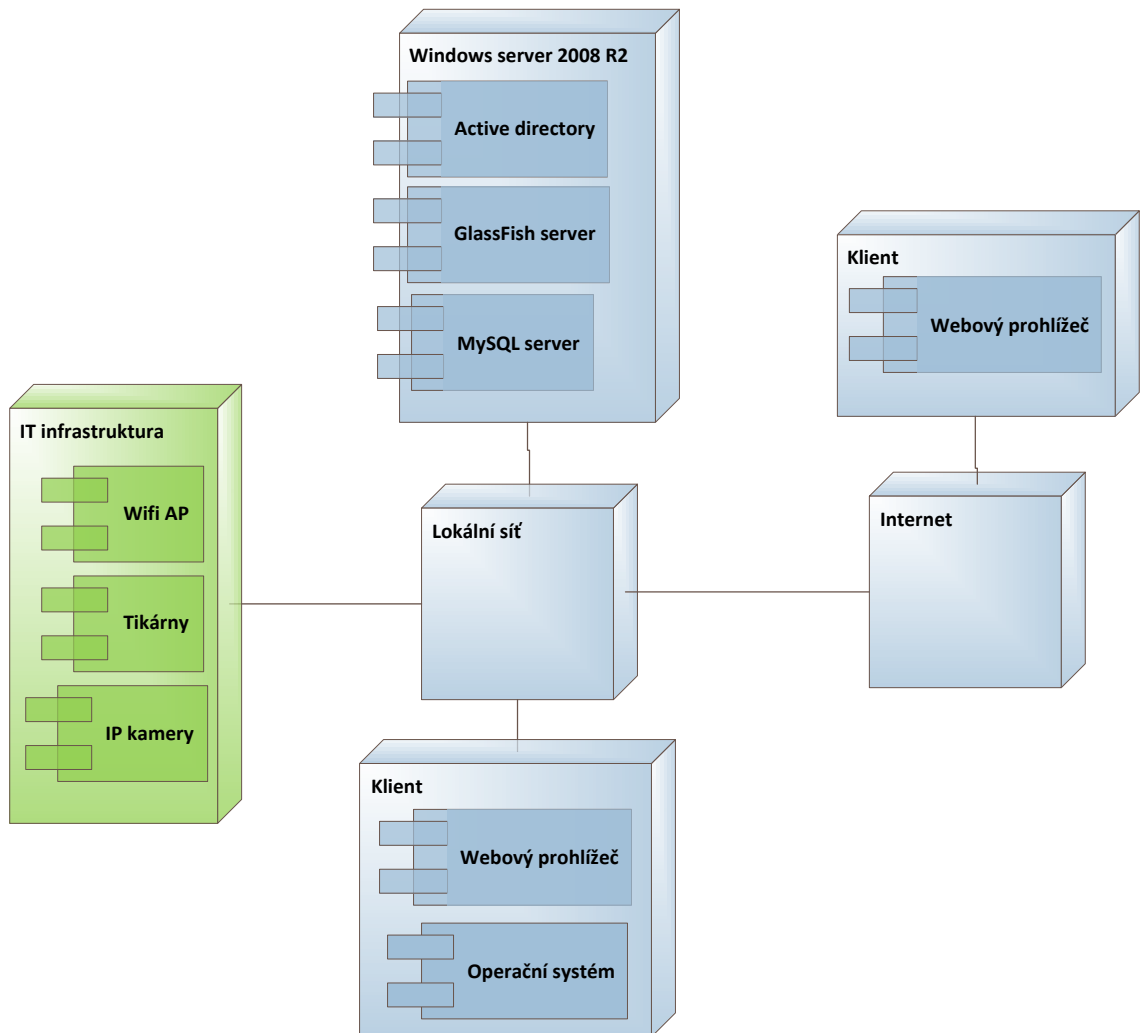 Windows server 2008 R2
Active directory
GlassFish server
MySQL server
Klient
Webový prohlížeč
IT infrastruktura
Wifi AP
Tikárny
IP kamery
Lokální síť
Internet
Klient
Webový prohlížeč
Operační systém